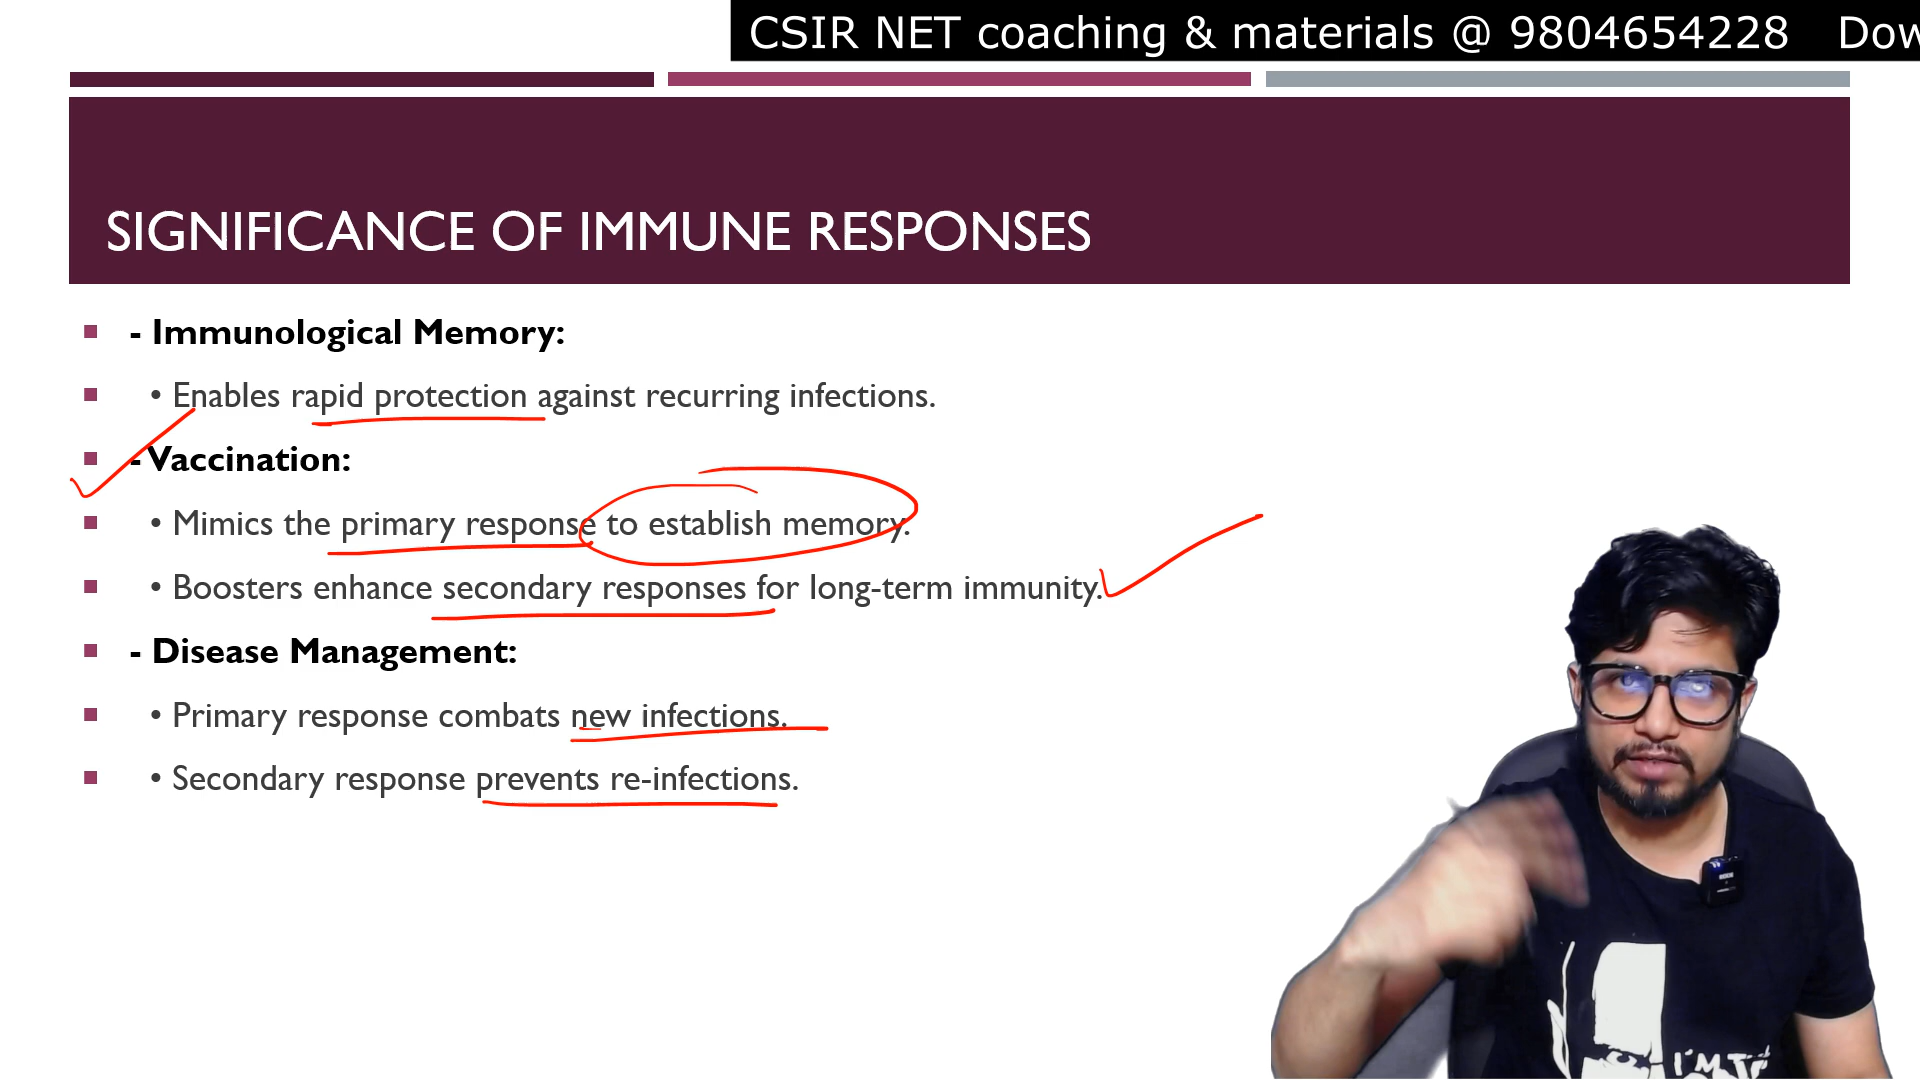 CSIR NET coaching & materials @ 9804654228 Dow
SIGNIFICANCE OF IMMUNE RESPONSES
- Immunological Memory:
• Enables rapid protection against recurring infections.
- Vaccination:
• Mimics the primary response to establish memory.
• Boosters enhance secondary responses for long-term immunity.
- Disease Management:
• Primary response combats new infections.
• Secondary response prevents re-infections.
I'M